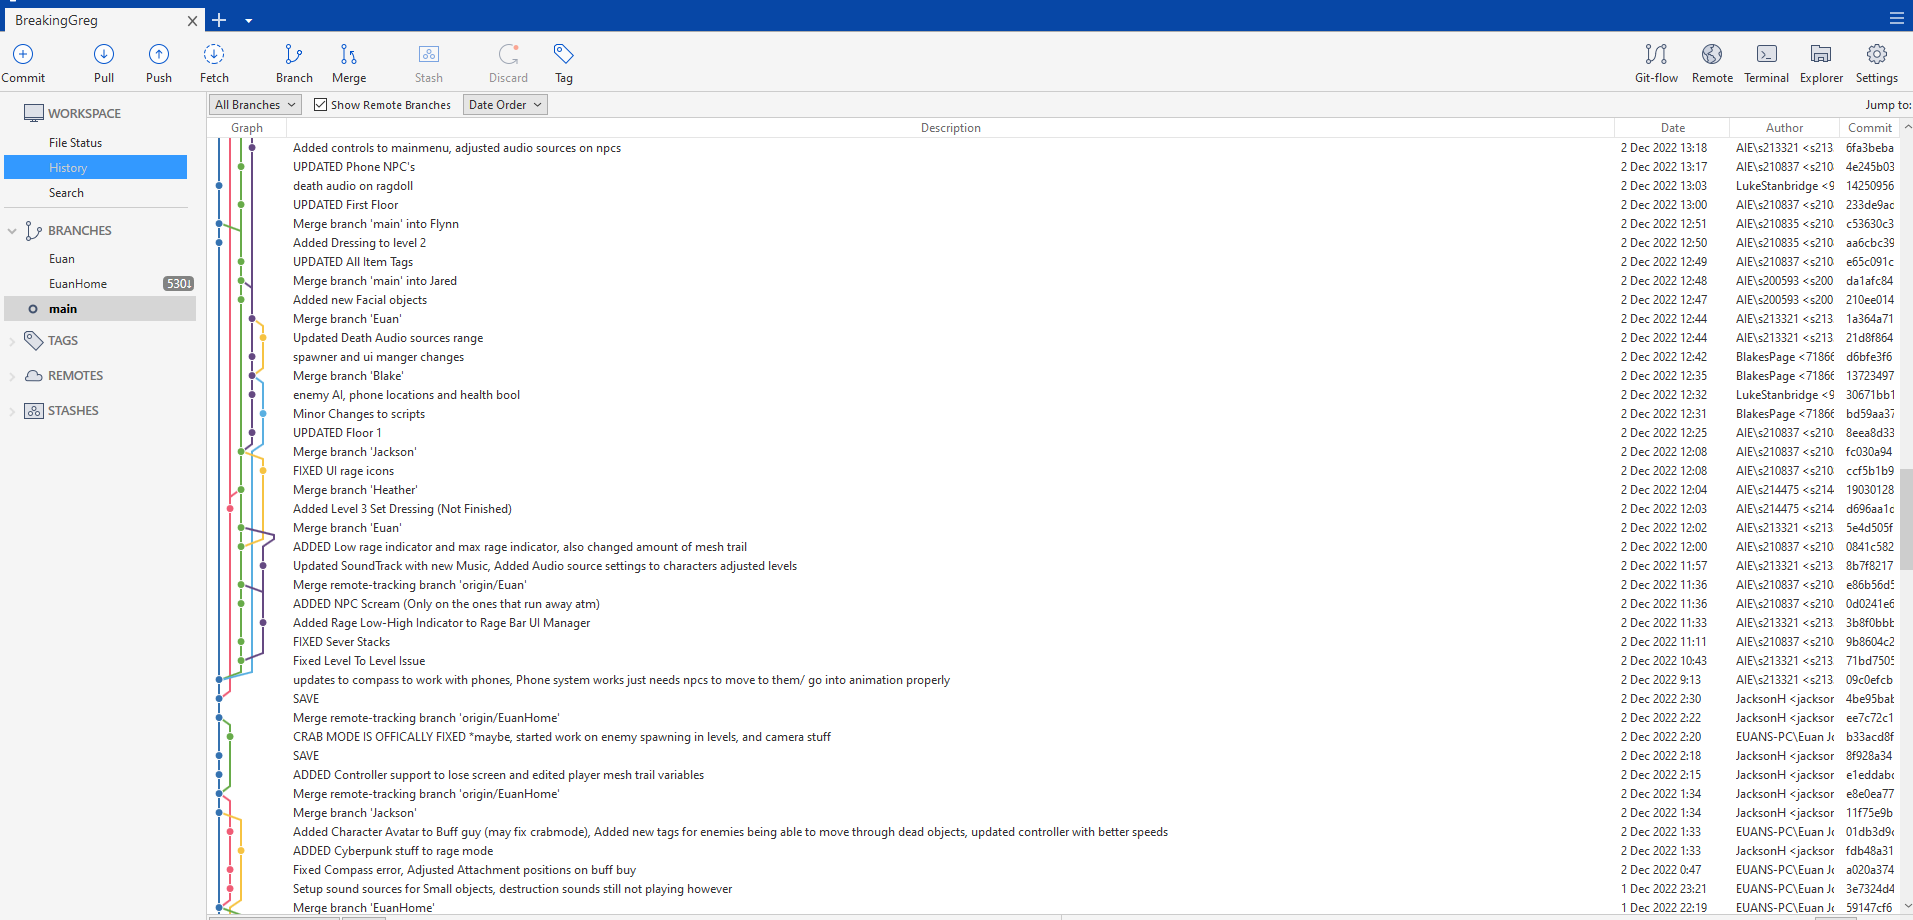 BreakingGreg
Commit Pull Push Fetch Branch Merge Stash Discard Tag Git-flow Remote Terminal Explorer Settings
WORKSPACE
File Status
History
Search
BRANCHES
Euan
EuanHome 530↓
main
TAGS
REMOTES
STASHES
All Branches Show Remote Branches Date Order Jump to:
Graph Description Date Author Commit
Added controls to mainmenu, adjusted audio sources on npcs 2 Dec 2022 13:18 AIE\s213321 <s213 6fa3beba
UPDATED Phone NPC's 2 Dec 2022 13:17 AIE\s210837 <s210 4e245b03
death audio on ragdoll 2 Dec 2022 13:03 LukeStanbridge <9 14250956
UPDATED First Floor 2 Dec 2022 13:00 AIE\s210837 <s210 233de9ac
Merge branch 'main' into Flynn 2 Dec 2022 12:51 AIE\s210835 <s210 c53630c3
Added Dressing to level 2 2 Dec 2022 12:50 AIE\s210835 <s210 aa6cbc39
UPDATED All Item Tags 2 Dec 2022 12:49 AIE\s210837 <s210 e65c091c
Merge branch 'main' into Jared 2 Dec 2022 12:48 AIE\s200593 <s200 da1afc84
Added new Facial objects 2 Dec 2022 12:47 AIE\s200593 <s200 210ee014
Merge branch 'Euan' 2 Dec 2022 12:44 AIE\s213321 <s213 1a364a71
Updated Death Audio sources range 2 Dec 2022 12:44 AIE\s213321 <s213 21d8f864
spawner and ui manger changes 2 Dec 2022 12:42 BlakesPage <71866 d6bfe3f6
Merge branch 'Blake' 2 Dec 2022 12:35 BlakesPage <71866 13723497
enemy AI, phone locations and health bool 2 Dec 2022 12:32 LukeStanbridge <9 30671bb1
Minor Changes to scripts 2 Dec 2022 12:31 BlakesPage <71866 bd59aa37
UPDATED Floor 1 2 Dec 2022 12:25 AIE\s210837 <s210 8eea8d33
Merge branch 'Jackson' 2 Dec 2022 12:08 AIE\s210837 <s210 fc030a94
FIXED UI rage icons 2 Dec 2022 12:08 AIE\s210837 <s210 ccf5b1b9
Merge branch 'Heather' 2 Dec 2022 12:04 AIE\s214475 <s214 19030128
Added Level 3 Set Dressing (Not Finished) 2 Dec 2022 12:03 AIE\s214475 <s214 d696aa1c
Merge branch 'Euan' 2 Dec 2022 12:02 AIE\s213321 <s213 5e4d505f
ADDED Low rage indicator and max rage indicator, also changed amount of mesh trail 2 Dec 2022 12:00 AIE\s210837 <s210 0841c582
Updated SoundTrack with new Music, Added Audio source settings to characters adjusted levels 2 Dec 2022 11:57 AIE\s213321 <s213 8b7f8217
Merge remote-tracking branch 'origin/Euan' 2 Dec 2022 11:36 AIE\s210837 <s210 e86b56d5
ADDED NPC Scream (Only on the ones that run away atm) 2 Dec 2022 11:36 AIE\s210837 <s210 0d0241e6
Added Rage Low-High Indicator to Rage Bar UI Manager 2 Dec 2022 11:33 AIE\s213321 <s213 3b8f0bbb
FIXED Sever Stacks 2 Dec 2022 11:11 AIE\s210837 <s210 9b8604c2
Fixed Level To Level Issue 2 Dec 2022 10:43 AIE\s213321 <s213 71bd7505
updates to compass to work with phones, Phone system works just needs npcs to move to them/ go into animation properly 2 Dec 2022 9:13 AIE\s213321 <s213 09c0efcb
SAVE 2 Dec 2022 2:30 JacksonH <jackson 4be95bab
Merge remote-tracking branch 'origin/EuanHome' 2 Dec 2022 2:22 JacksonH <jackson ee7c72c1
CRAB MODE IS OFFICALLY FIXED *maybe, started work on enemy spawning in levels, and camera stuff 2 Dec 2022 2:20 EUANS-PC\Euan Jo b33acd8f
SAVE 2 Dec 2022 2:18 JacksonH <jackson 8f928a34
ADDED Controller support to lose screen and edited player mesh trail variables 2 Dec 2022 2:15 JacksonH <jackson e1eddabc
Merge remote-tracking branch 'origin/EuanHome' 2 Dec 2022 1:34 JacksonH <jackson e8e0ea77
Merge branch 'Jackson' 2 Dec 2022 1:34 JacksonH <jackson 11f75e9b
Added Character Avatar to Buff guy (may fix crabmode), Added new tags for enemies being able to move through dead objects, updated controller with better speeds 2 Dec 2022 1:33 EUANS-PC\Euan Jo 01db3d9c
ADDED Cyberpunk stuff to rage mode 2 Dec 2022 1:33 JacksonH <jackson fdb48a31
Fixed Compass error, Adjusted Attachment positions on buff buy 2 Dec 2022 0:47 EUANS-PC\Euan Jo a020a374
Setup sound sources for Small objects, destruction sounds still not playing however 1 Dec 2022 23:21 EUANS-PC\Euan Jo 3e7324d4
Merge branch 'EuanHome' 1 Dec 2022 22:19 EUANS-PC\Euan Jo 59147cf6